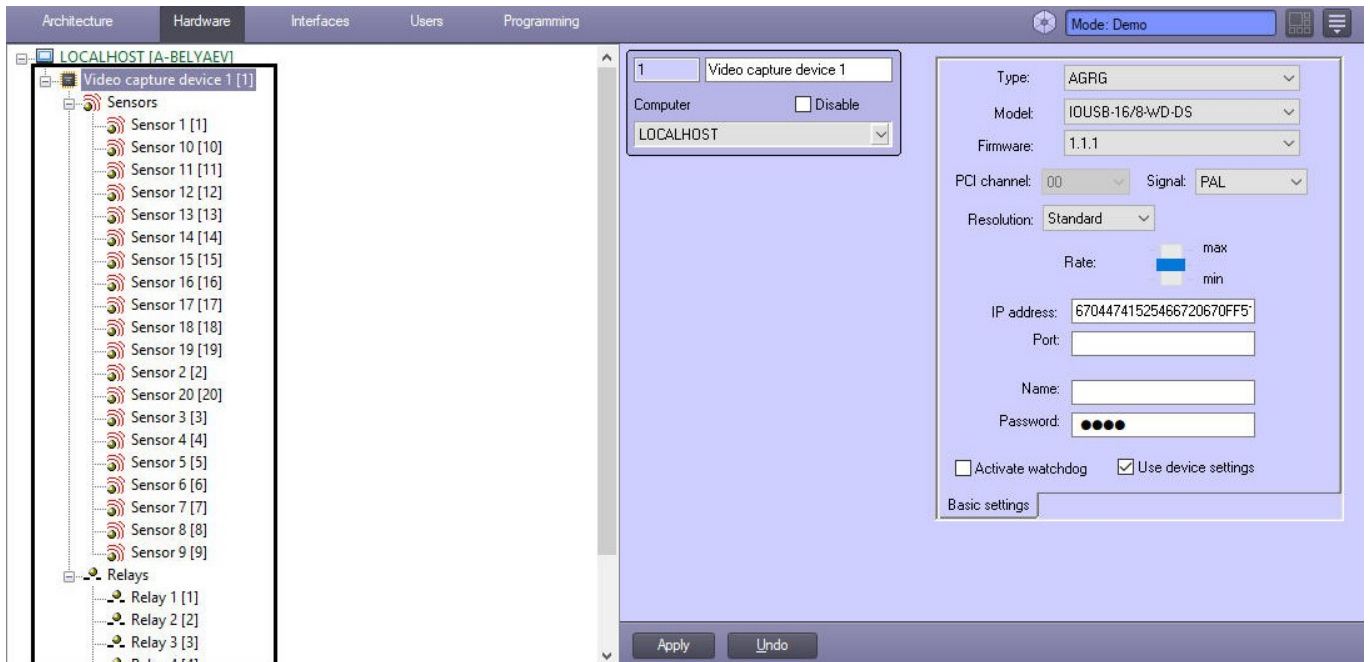 Architecture Hardware Interfaces Users Programming Mode: Demo
LOCALHOST [A-BELYAEV]
Video capture device 1 [1]
Sensors
Sensor 1 [1]
Sensor 10 [10]
Sensor 11 [11]
Sensor 12 [12]
Sensor 13 [13]
Sensor 14 [14]
Sensor 15 [15]
Sensor 16 [16]
Sensor 17 [17]
Sensor 18 [18]
Sensor 19 [19]
Sensor 2 [2]
Sensor 20 [20]
Sensor 3 [3]
Sensor 4 [4]
Sensor 5 [5]
Sensor 6 [6]
Sensor 7 [7]
Sensor 8 [8]
Sensor 9 [9]
Relays
Relay 1 [1]
Relay 2 [2]
Relay 3 [3]
Relay 4 [4]
1 Video capture device 1
Computer Disable
LOCALHOST
Type: AGRG
Model: IOUSB-16/8-WD-DS
Firmware: 1.1.1
PCI channel: 00 Signal: PAL
Resolution: Standard
max
Rate:
min
IP address: 67044741525466720670FF5
Port:
Name:
Password: ●●●●
Activate watchdog Use device settings
Basic settings
Apply Undo